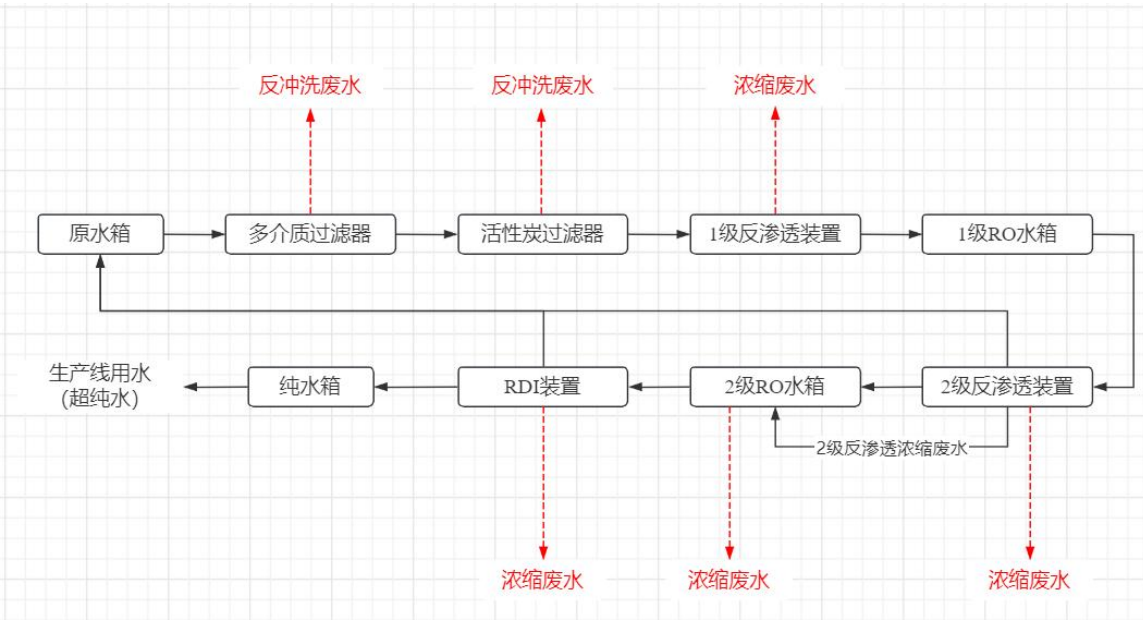 反冲洗废水
反冲洗废水
浓缩废水
原水箱
多介质过滤器
活性炭过滤器
1级反渗透装置
1级RO水箱
生产线用水
(超纯水)
纯水箱
RDI装置
2级RO水箱
2级反渗透装置
2级反渗透浓缩废水
浓缩废水
浓缩废水
浓缩废水